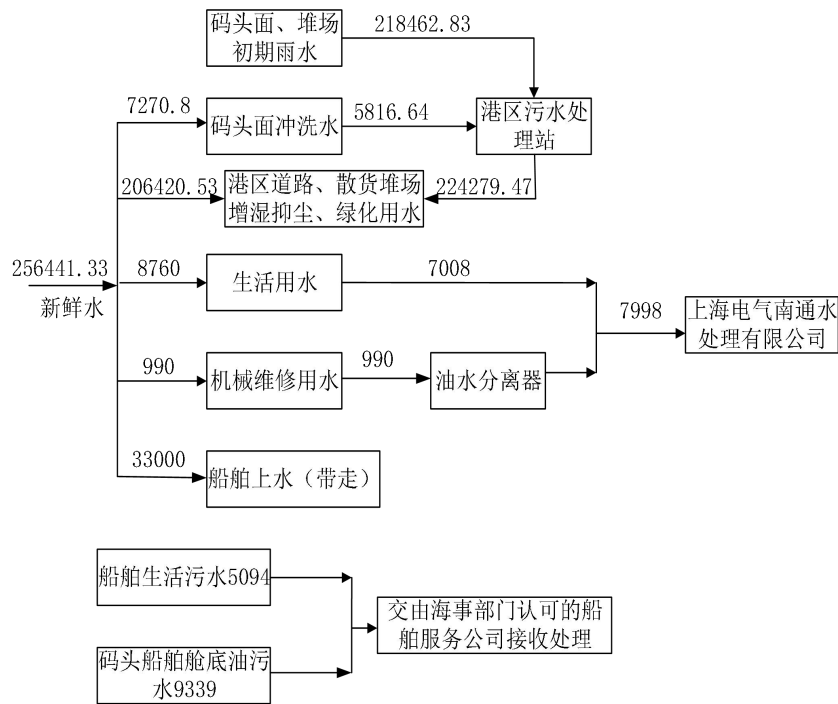 码头面、堆场
初期雨水
218462.83
7270.8
码头面冲洗水
5816.64
港区污水处
理站
206420.53
港区道路、散货堆场
增湿抑尘、绿化用水
224279.47
256441.33
新鲜水
8760
生活用水
7008
7998
上海电气南通水
处理有限公司
990
机械维修用水
990
油水分离器
33000
船舶上水（带走）
船舶生活污水5094
交由海事部门认可的船
舶服务公司接收处理
码头船舶舱底油污
水9339